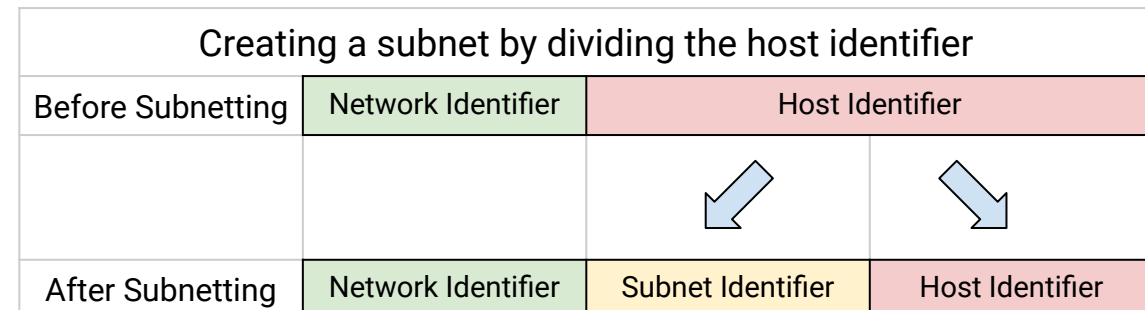 Creating a subnet by dividing the host identifier
Before Subnetting Network Identifier Host Identifier
After Subnetting Network Identifier Subnet Identifier Host Identifier